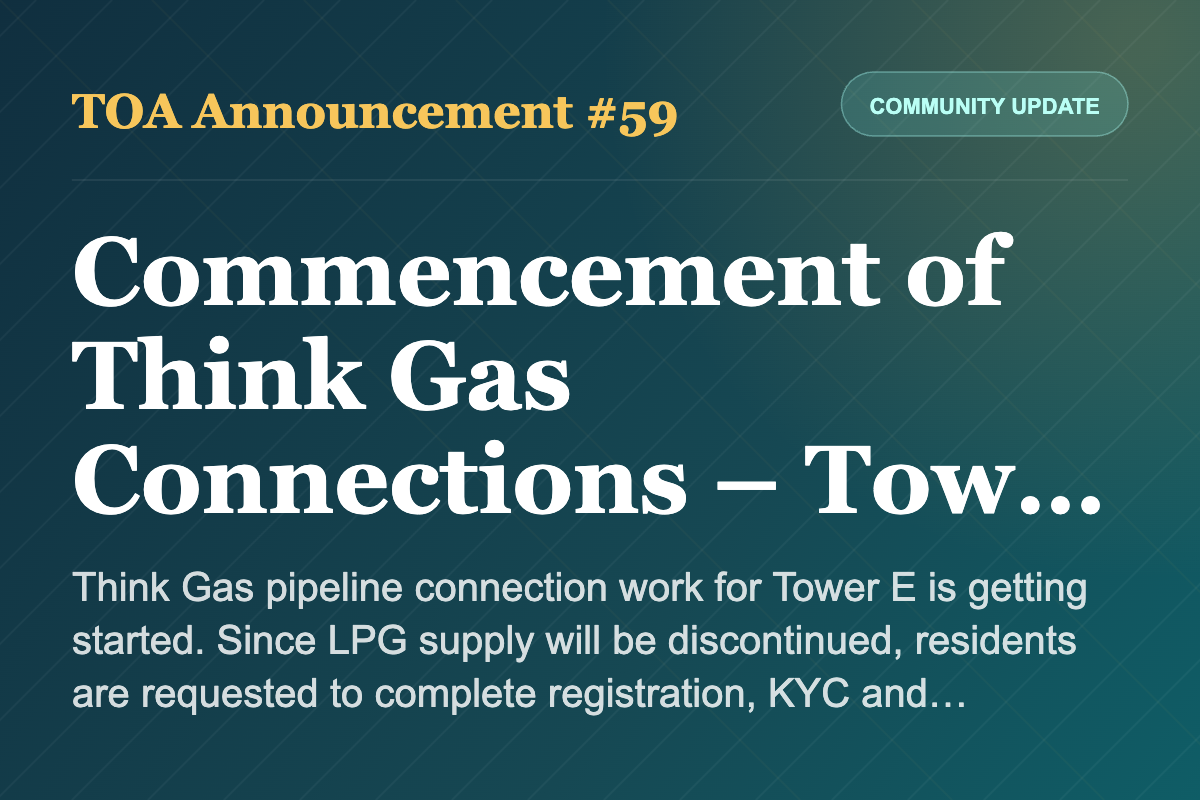 TOA Announcement #59
COMMUNITY UPDATE
Commencement of
Think Gas
Connections – Tow...
Think Gas pipeline connection work for Tower E is getting
started. Since LPG supply will be discontinued, residents
are requested to complete registration, KYC and...